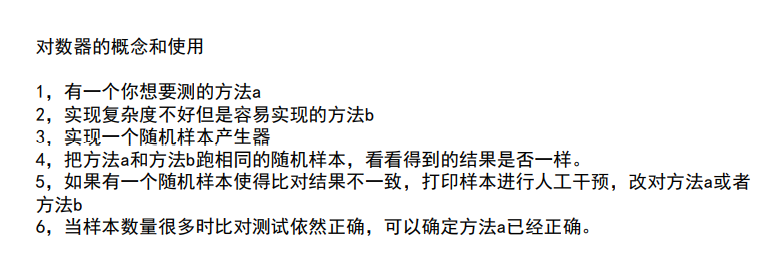 对数器的概念和使用
1，有一个你想要测的方法a
2，实现复杂度不好但是容易实现的方法b
3，实现一个随机样本产生器
4，把方法a和方法b跑相同的随机样本，看看得到的结果是否一样。
5，如果有一个随机样本使得比对结果不一致，打印样本进行人工干预，改对方法a或者
方法b
6，当样本数量很多时比对测试依然正确，可以确定方法a已经正确。